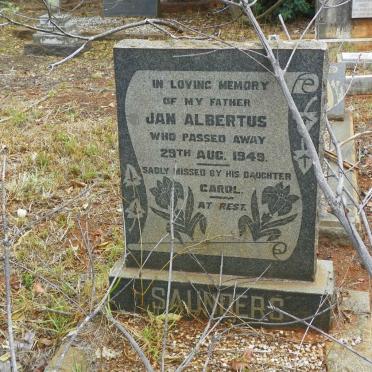 IN LOVING MEMORY
OF MY FATHER
JAN ALBERTUS
WHO PASSED AWAY
29TH AUG. 1949.
SADLY MISSED BY HIS DAUGHTER
CAROL.
AT REST.
SAUNDERS